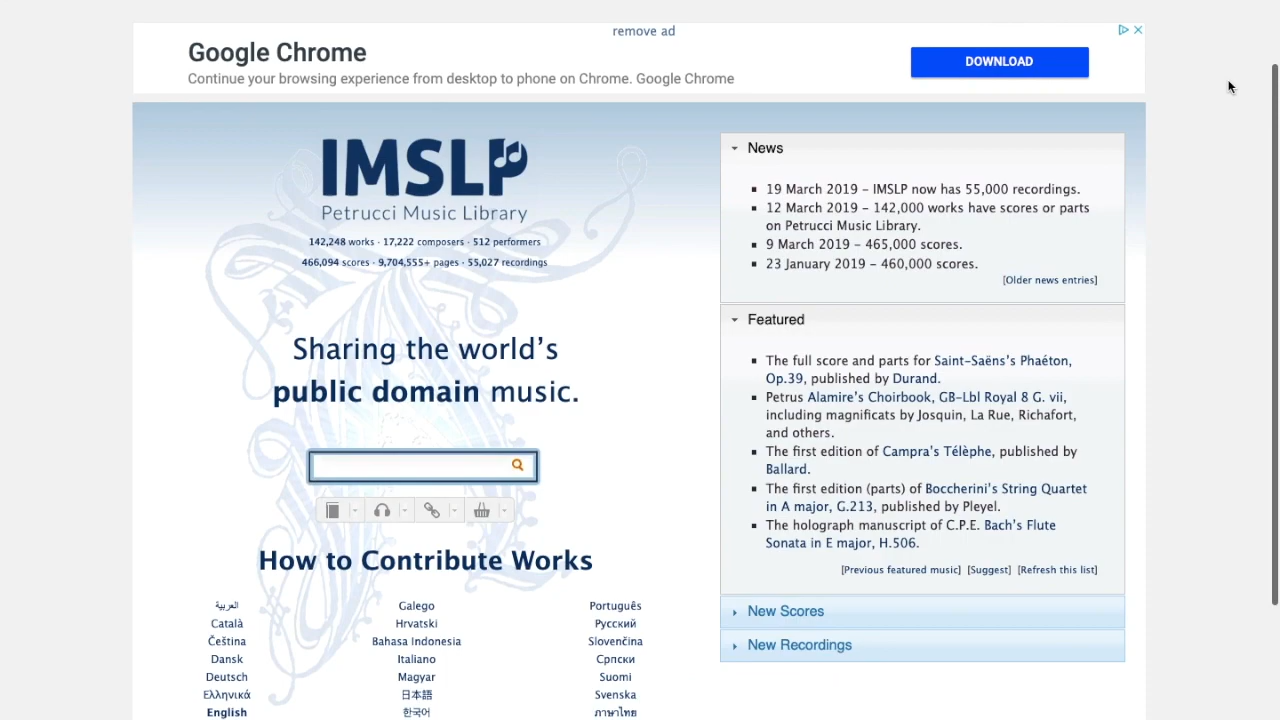 remove ad
Google Chrome
Continue your browsing experience from desktop to phone on Chrome. Google Chrome
DOWNLOAD
IMSLP
Petrucci Music Library
142,248 works · 17,222 composers · 512 performers
466,094 scores · 9,704,555+ pages · 55,027 recordings
Sharing the world's
public domain music.
How to Contribute Works
العربية
Català
Čeština
Dansk
Deutsch
Ελληνικά
English
Galego
Hrvatski
Bahasa Indonesia
Italiano
Magyar
日本語
한국어
Português
Русский
Slovenčina
Српски
Suomi
Svenska
ภาษาไทย
News
19 March 2019 – IMSLP now has 55,000 recordings.
12 March 2019 – 142,000 works have scores or parts
on Petrucci Music Library.
9 March 2019 – 465,000 scores.
23 January 2019 – 460,000 scores.
[Older news entries]
Featured
The full score and parts for Saint-Saëns's Phaéton,
Op.39, published by Durand.
Petrus Alamire's Choirbook, GB-Lbl Royal 8 G. vii,
including magnificats by Josquin, La Rue, Richafort,
and others.
The first edition of Campra's Télèphe, published by
Ballard.
The first edition (parts) of Boccherini's String Quartet
in A major, G.213, published by Pleyel.
The holograph manuscript of C.P.E. Bach's Flute
Sonata in E major, H.506.
[Previous featured music] [Suggest] [Refresh this list]
New Scores
New Recordings